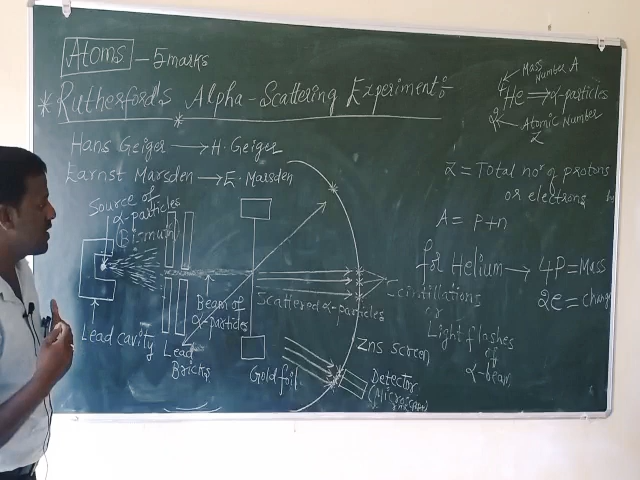 Atoms - 5marks
* Rutherford's Alpha-Scattering Experiment:-
Hans Geiger → H. Geiger
Earnst Marsden → E. Marsden
Source of
α-particles
(Bismuth)
Lead cavity
Lead
Bricks
Beam of
α-particles
Gold foil
Scattered α-particles
ZnS screen
Detector
Scintillations
or
Light flashes
of
α-beam
Mass
Number A
He ⇒ α-particles
Atomic Number
Z
Z = Total no of protons
or electrons
A = P+n
for Helium → 4P = Mass
2e = Charge